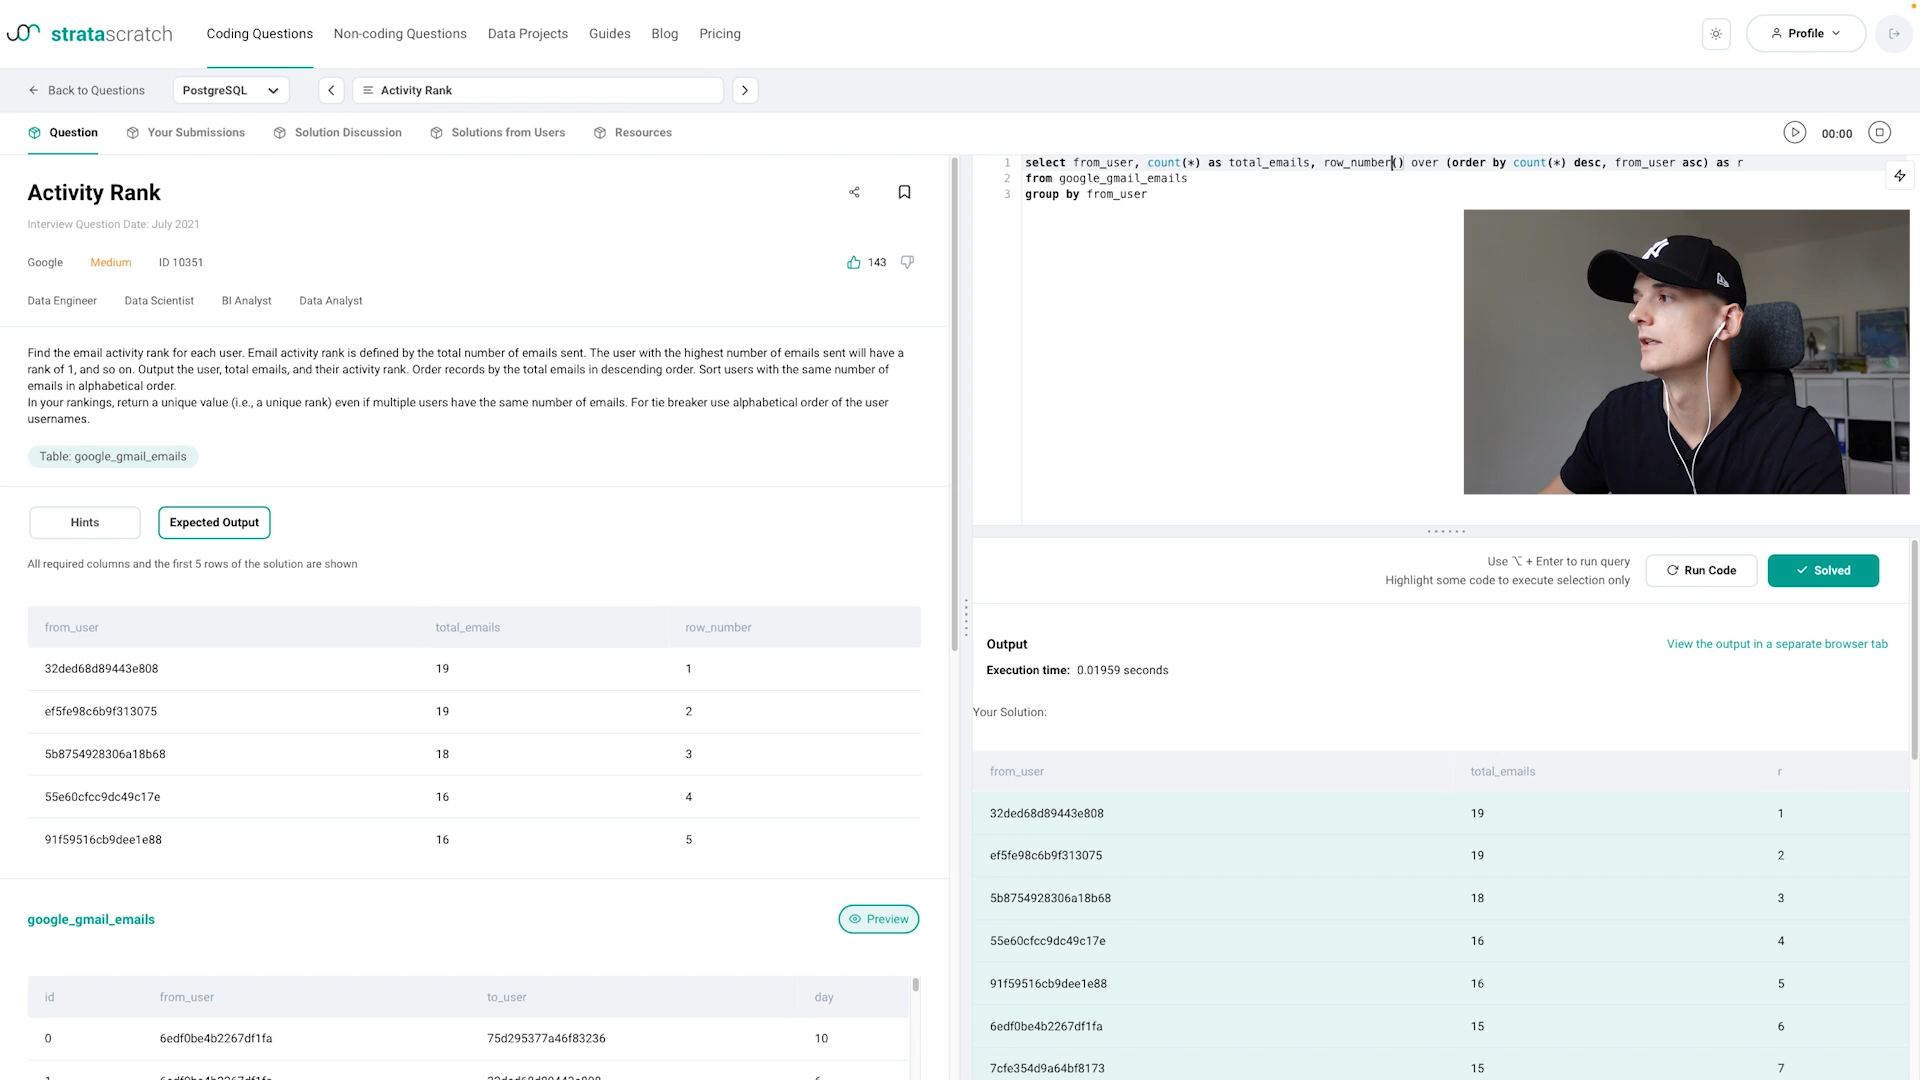 stratascratch
Coding Questions
Non-coding Questions
Data Projects
Guides
Blog
Pricing
Profile
Back to Questions
PostgreSQL
Activity Rank
Question
Your Submissions
Solution Discussion
Solutions from Users
Resources
00:00
Activity Rank
Interview Question Date: July 2021
Google
Medium
ID 10351
143
Data Engineer
Data Scientist
BI Analyst
Data Analyst
Find the email activity rank for each user. Email activity rank is defined by the total number of emails sent. The user with the highest number of emails sent will have a
rank of 1, and so on. Output the user, total emails, and their activity rank. Order records by the total emails in descending order. Sort users with the same number of
emails in alphabetical order.
In your rankings, return a unique value (i.e., a unique rank) even if multiple users have the same number of emails. For tie breaker use alphabetical order of the user
usernames.
Table: google_gmail_emails
Hints
Expected Output
All required columns and the first 5 rows of the solution are shown
from_user total_emails row_number
32ded68d89443e808 19 1
ef5fe98c6b9f313075 19 2
5b8754928306a18b68 18 3
55e60cfcc9dc49c17e 16 4
91f59516cb9dee1e88 16 5
google_gmail_emails
Preview
id from_user to_user day
0 6edf0be4b2267df1fa 75d295377a46f83236 10
1 select from_user, count(*) as total_emails, row_number() over (order by count(*) desc, from_user asc) as r
2 from google_gmail_emails
3 group by from_user
Use ⌥ + Enter to run query
Highlight some code to execute selection only
Run Code
Solved
Output
View the output in a separate browser tab
Execution time: 0.01959 seconds
Your Solution:
from_user total_emails r
32ded68d89443e808 19 1
ef5fe98c6b9f313075 19 2
5b8754928306a18b68 18 3
55e60cfcc9dc49c17e 16 4
91f59516cb9dee1e88 16 5
6edf0be4b2267df1fa 15 6
7cfe354d9a64bf8173 15 7